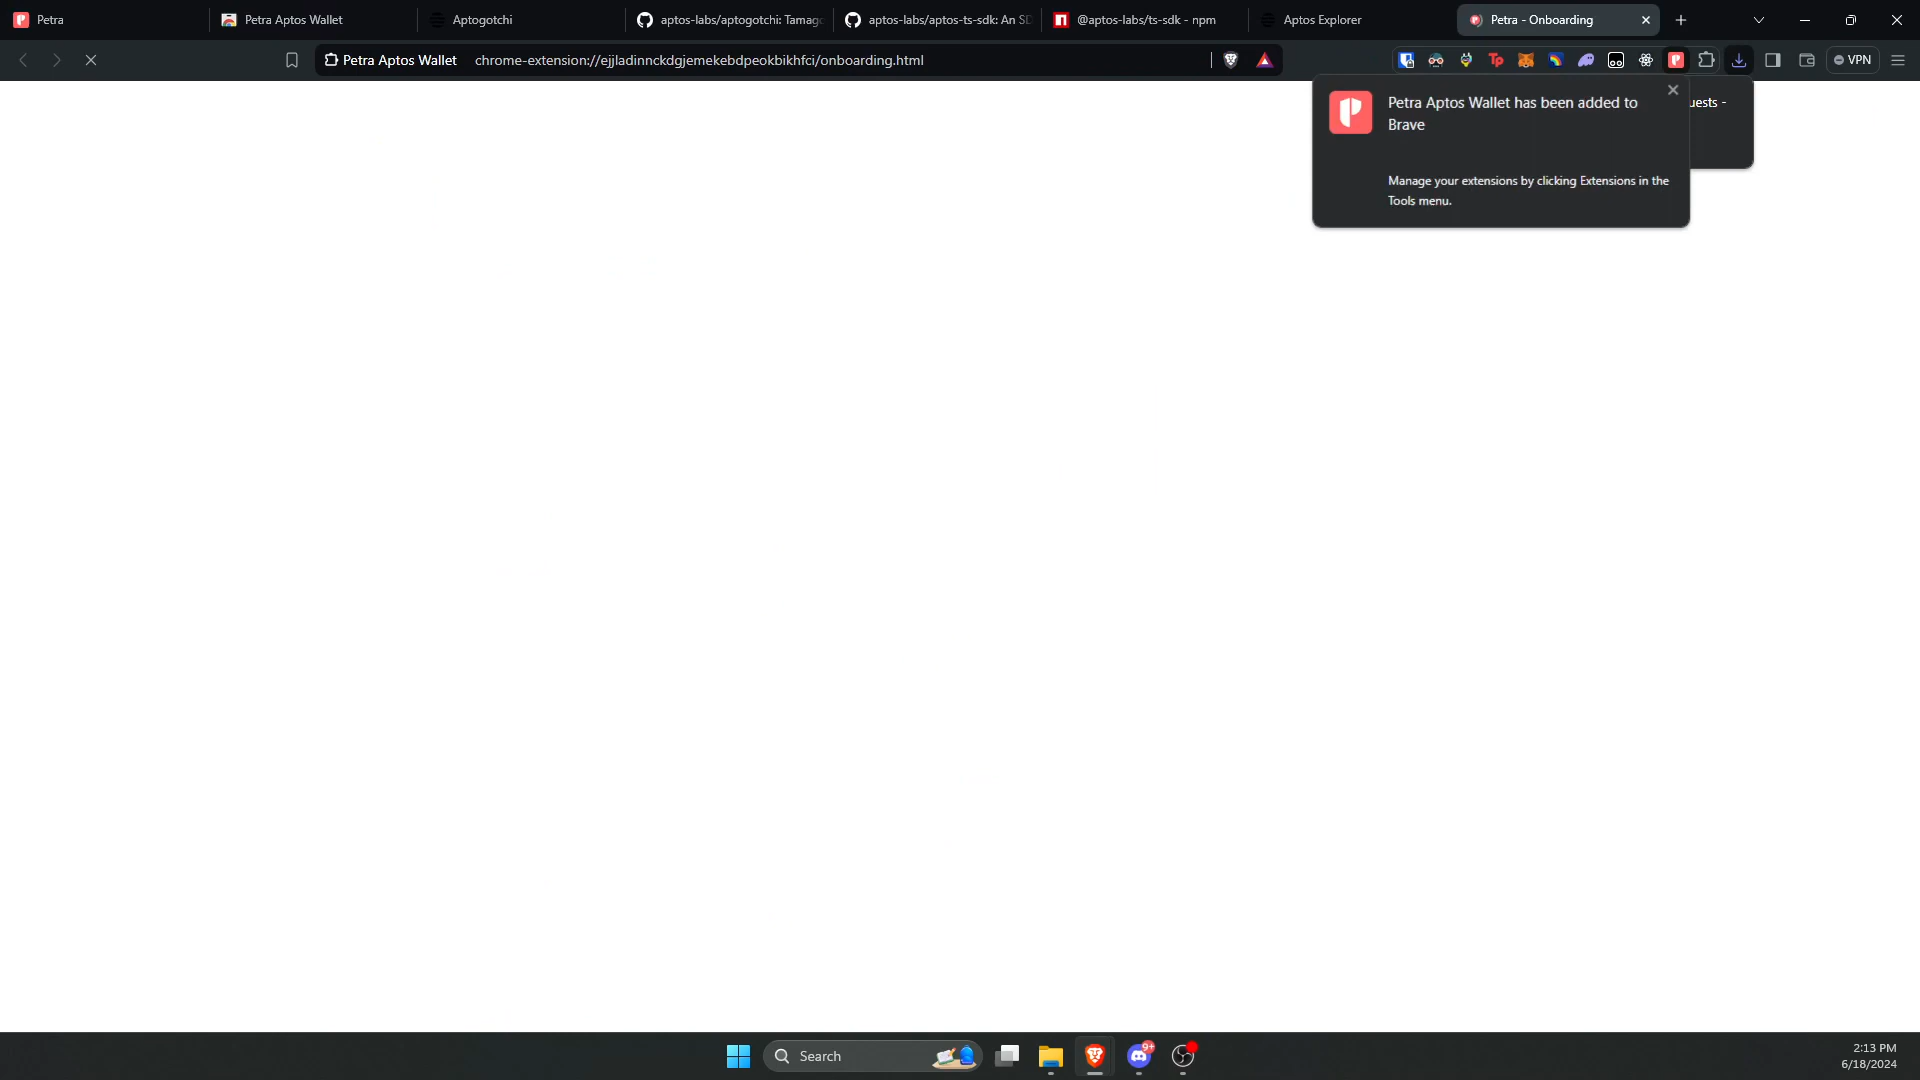 Petra
Petra Aptos Wallet
Aptogotchi
aptos-labs/aptogotchi: Tamago
aptos-labs/aptos-ts-sdk: An SD
@aptos-labs/ts-sdk - npm
Aptos Explorer
Petra - Onboarding
Petra Aptos Wallet
chrome-extension://ejjladinnckdgjemekebdpeokbikhfci/onboarding.html
Tp
VPN
Petra Aptos Wallet has been added to
Brave
uests -
Manage your extensions by clicking Extensions in the
Tools menu.
Search
9+
2:13 PM
6/18/2024